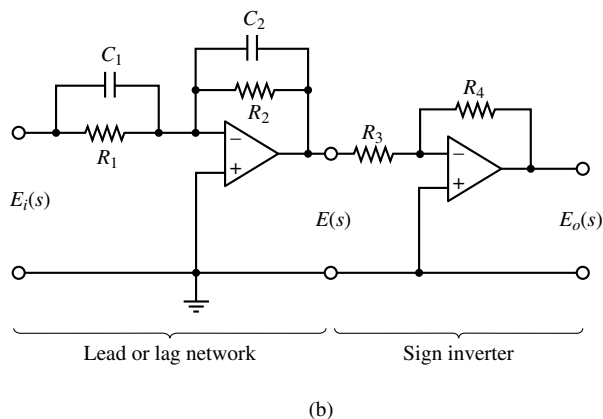 C₁
C₂
R₁
R₂
R₃
R₄
−
+
−
+
Eᵢ(s)
E(s)
Eₒ(s)
Lead or lag network
Sign inverter
(b)